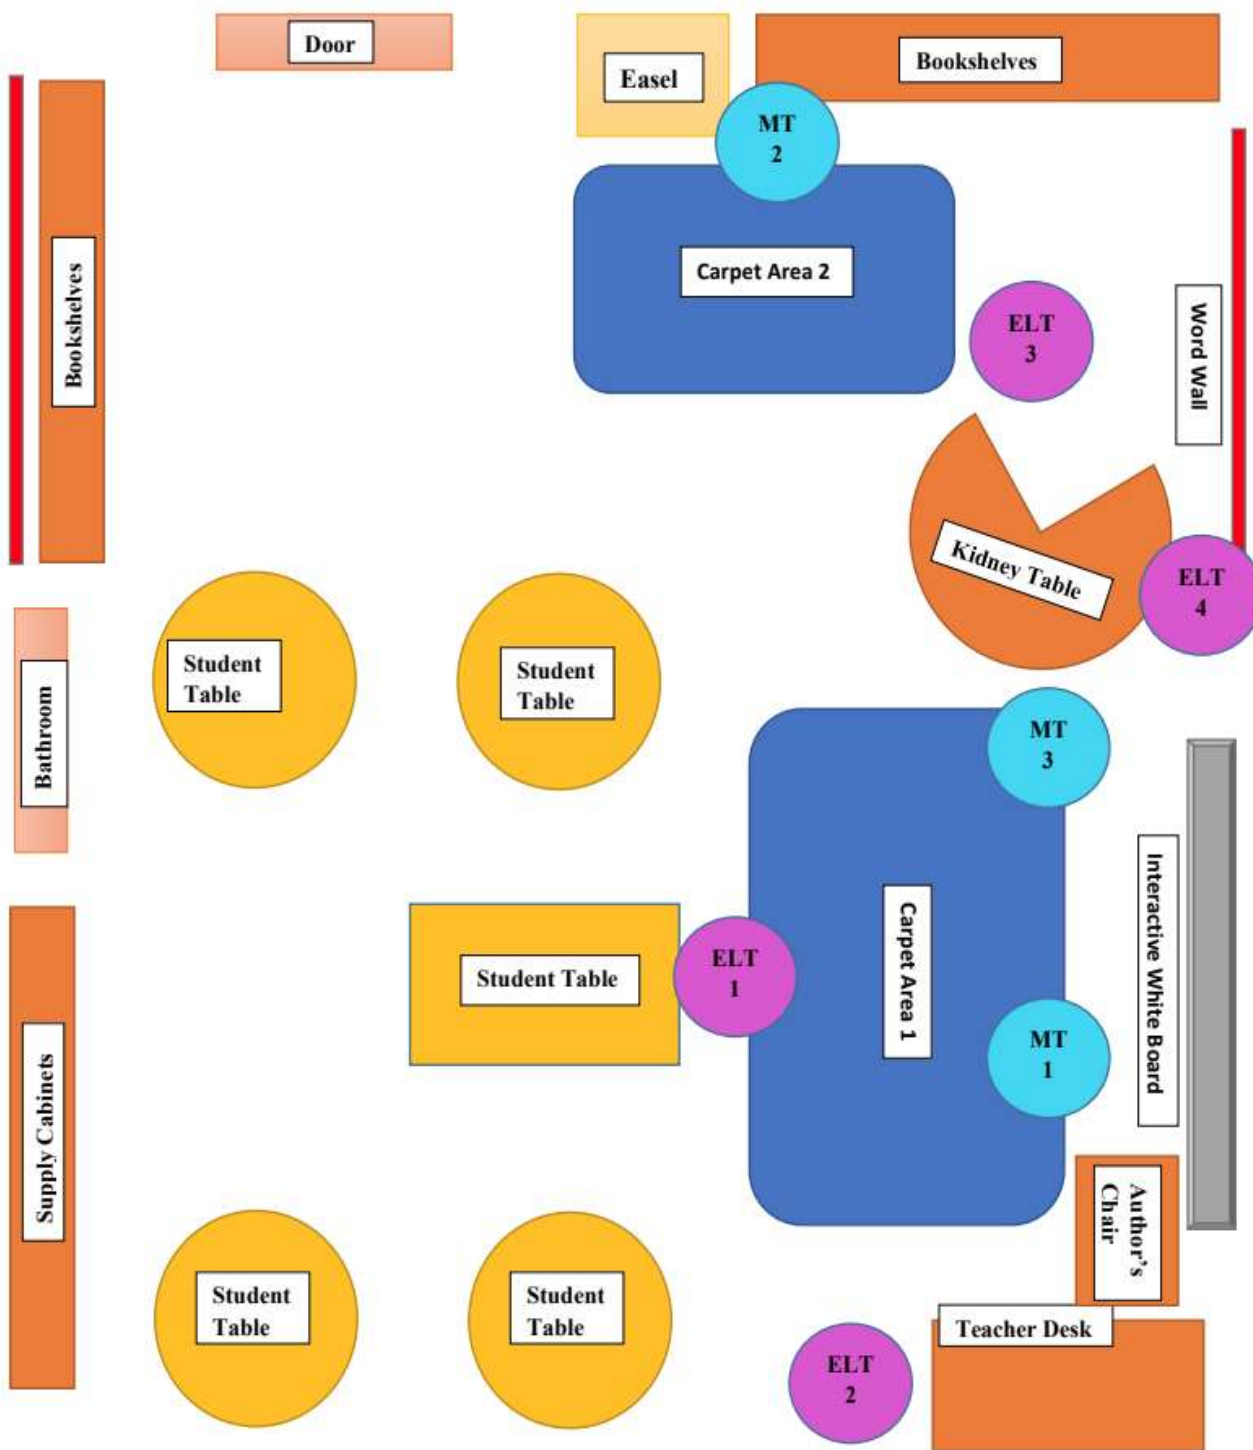 Door
Easel
Bookshelves
MT
2
Carpet Area 2
Bookshelves
ELT
3
Word Wall
Kidney Table
ELT
4
Student
Table
Student
Table
Bathroom
MT
3
Interactive White Board
Carpet Area 1
ELT
1
Student Table
MT
1
Supply Cabinets
Author's
Chair
Student
Table
Student
Table
Teacher Desk
ELT
2